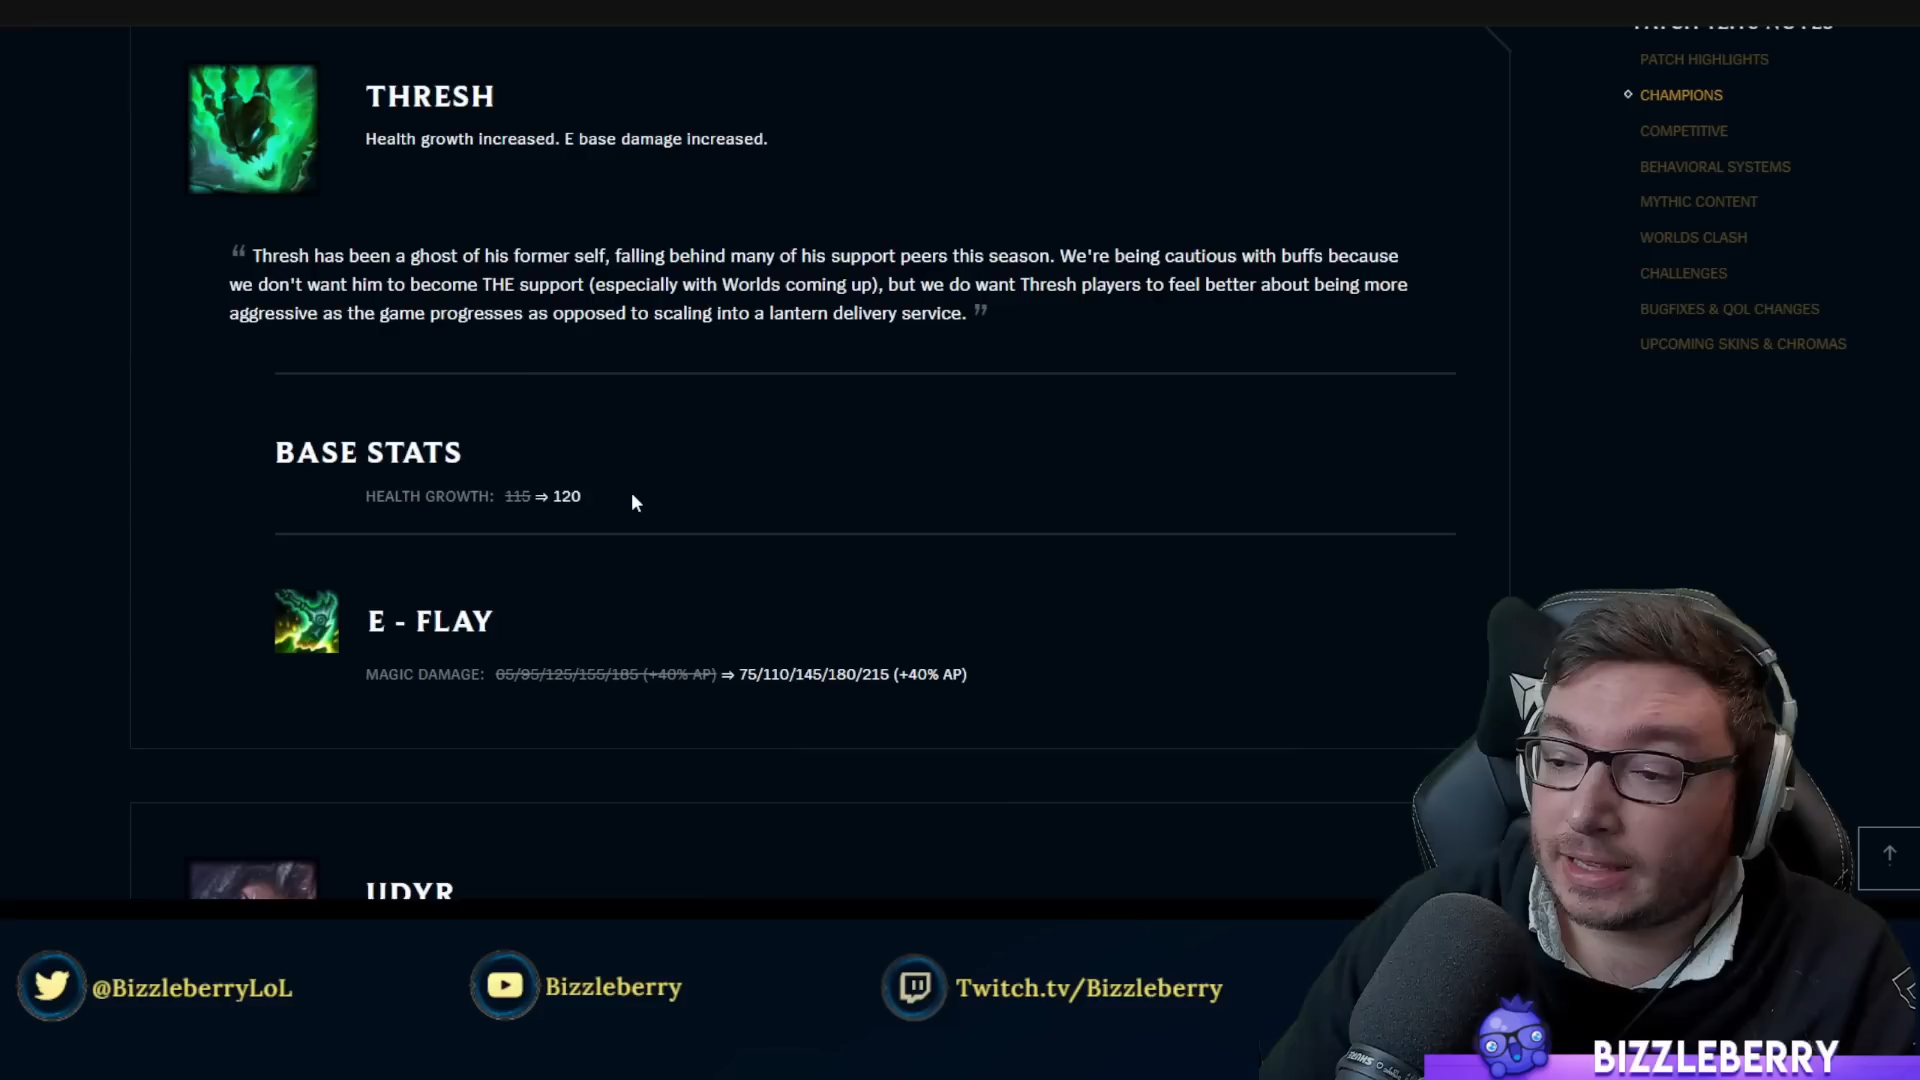 THRESH
Health growth increased. E base damage increased.
“ Thresh has been a ghost of his former self, falling behind many of his support peers this season. We're being cautious with buffs because
we don't want him to become THE support (especially with Worlds coming up), but we do want Thresh players to feel better about being more
aggressive as the game progresses as opposed to scaling into a lantern delivery service. ”
BASE STATS
HEALTH GROWTH: 115 ⇒ 120
E - FLAY
MAGIC DAMAGE: 65/95/125/155/185 (+40% AP) ⇒ 75/110/145/180/215 (+40% AP)
UDYR
PATCH HIGHLIGHTS
CHAMPIONS
COMPETITIVE
BEHAVIORAL SYSTEMS
MYTHIC CONTENT
WORLDS CLASH
CHALLENGES
BUGFIXES & QOL CHANGES
UPCOMING SKINS & CHROMAS
@BizzleberryLoL
Bizzleberry
Twitch.tv/Bizzleberry
SHURE
BIZZLEBERRY